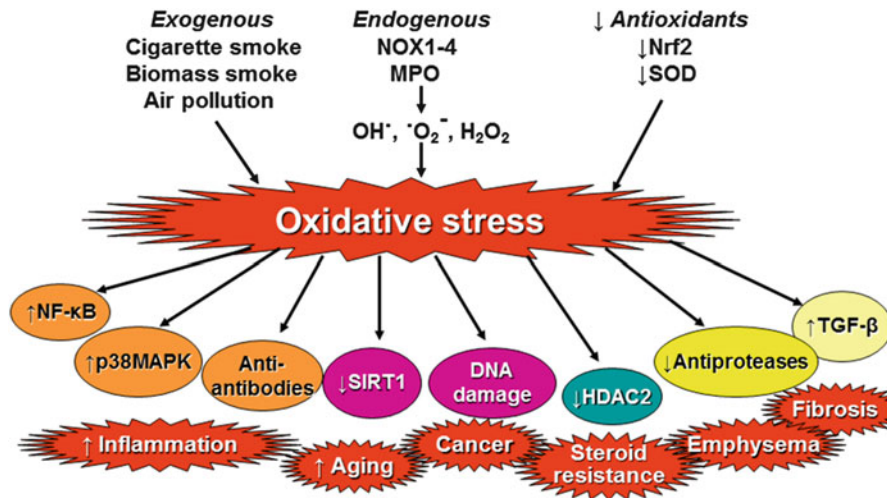 Exogenous
Cigarette smoke
Biomass smoke
Air pollution
Endogenous
NOX1-4
MPO
OH˙, ˙O₂⁻, H₂O₂
↓ Antioxidants
↓Nrf2
↓SOD
Oxidative stress
↑NF-κB
↑p38MAPK
Anti-
antibodies
↓SIRT1
DNA
damage
↓HDAC2
↓Antiproteases
↑TGF-β
↑ Inflammation
↑ Aging
Cancer
Steroid
resistance
Emphysema
Fibrosis